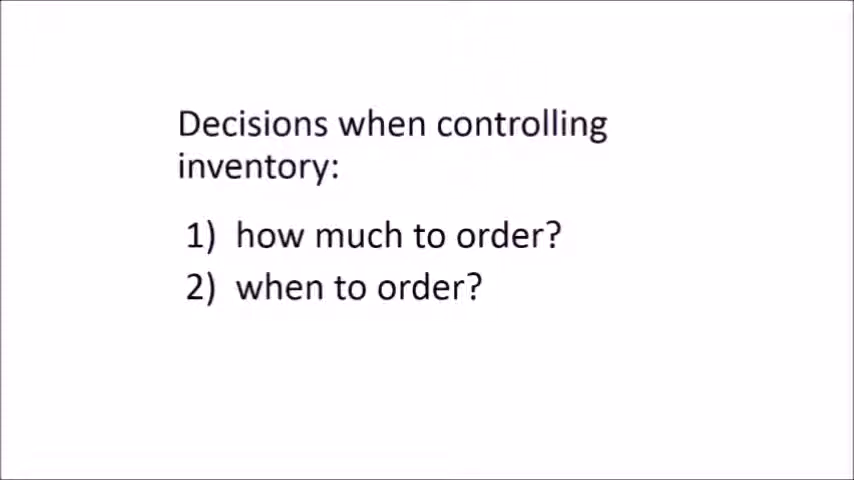 Decisions when controlling
inventory:
1) how much to order?
2) when to order?